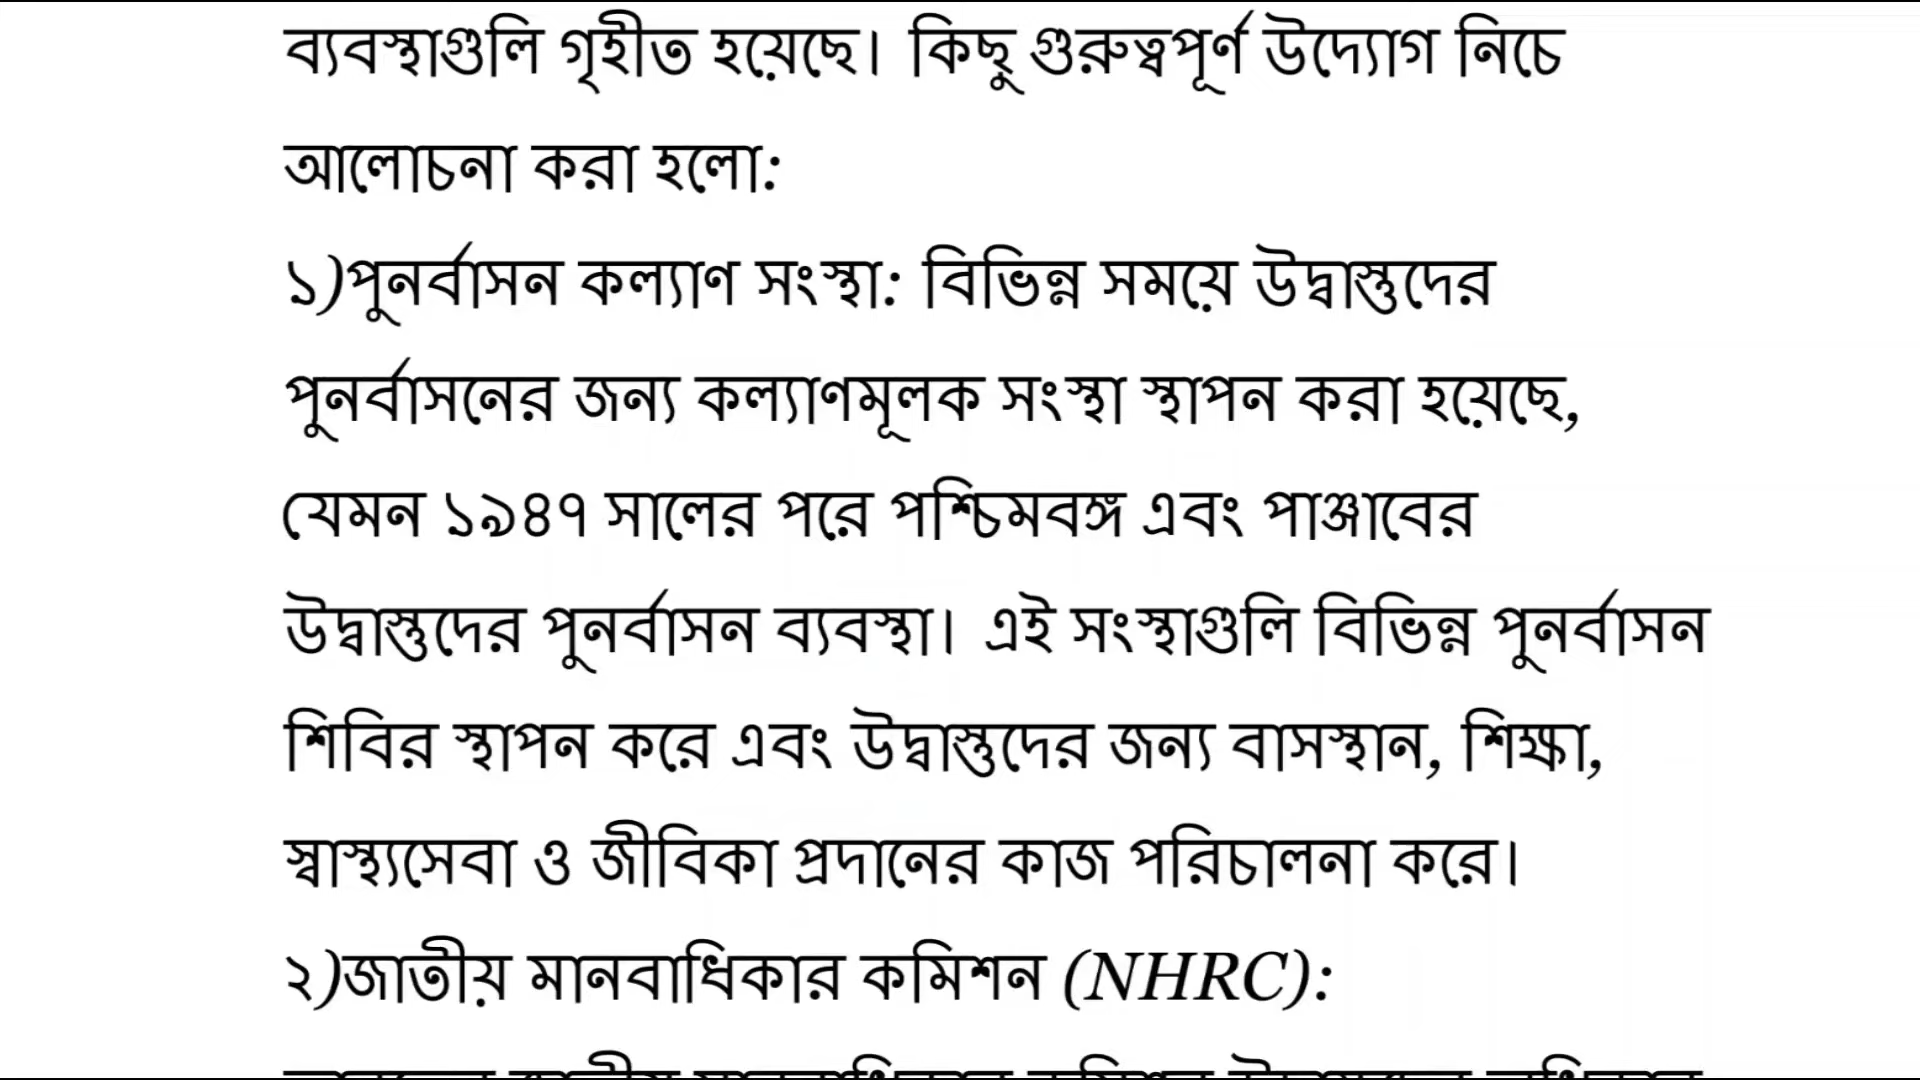 ব্যবস্থাগুলি গৃহীত হয়েছে। কিছু গুরুত্বপূর্ণ উদ্যোগ নিচে
আলোচনা করা হলো:
১)পুনর্বাসন কল্যাণ সংস্থা: বিভিন্ন সময়ে উদ্বাস্তুদের
পুনর্বাসনের জন্য কল্যাণমূলক সংস্থা স্থাপন করা হয়েছে,
যেমন ১৯৪৭ সালের পরে পশ্চিমবঙ্গ এবং পাঞ্জাবের
উদ্বাস্তুদের পুনর্বাসন ব্যবস্থা। এই সংস্থাগুলি বিভিন্ন পুনর্বাসন
শিবির স্থাপন করে এবং উদ্বাস্তুদের জন্য বাসস্থান, শিক্ষা,
স্বাস্থ্যসেবা ও জীবিকা প্রদানের কাজ পরিচালনা করে।
২)জাতীয় মানবাধিকার কমিশন (NHRC):